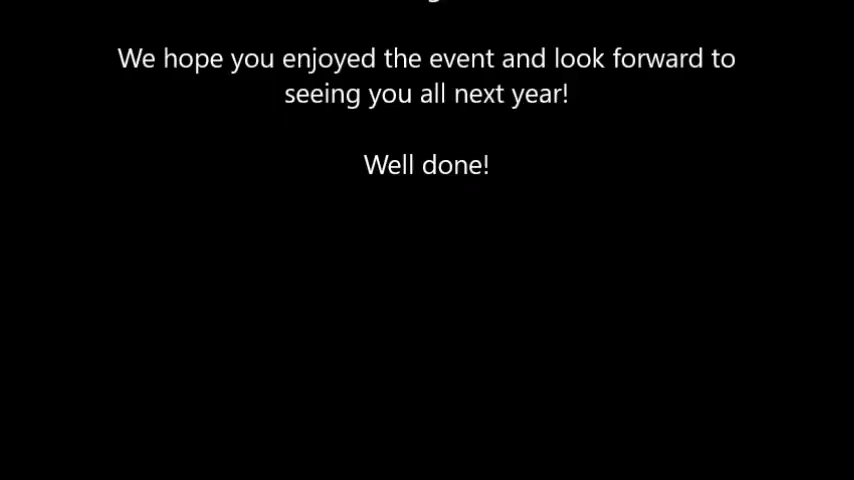 We hope you enjoyed the event and look forward to
seeing you all next year!
Well done!